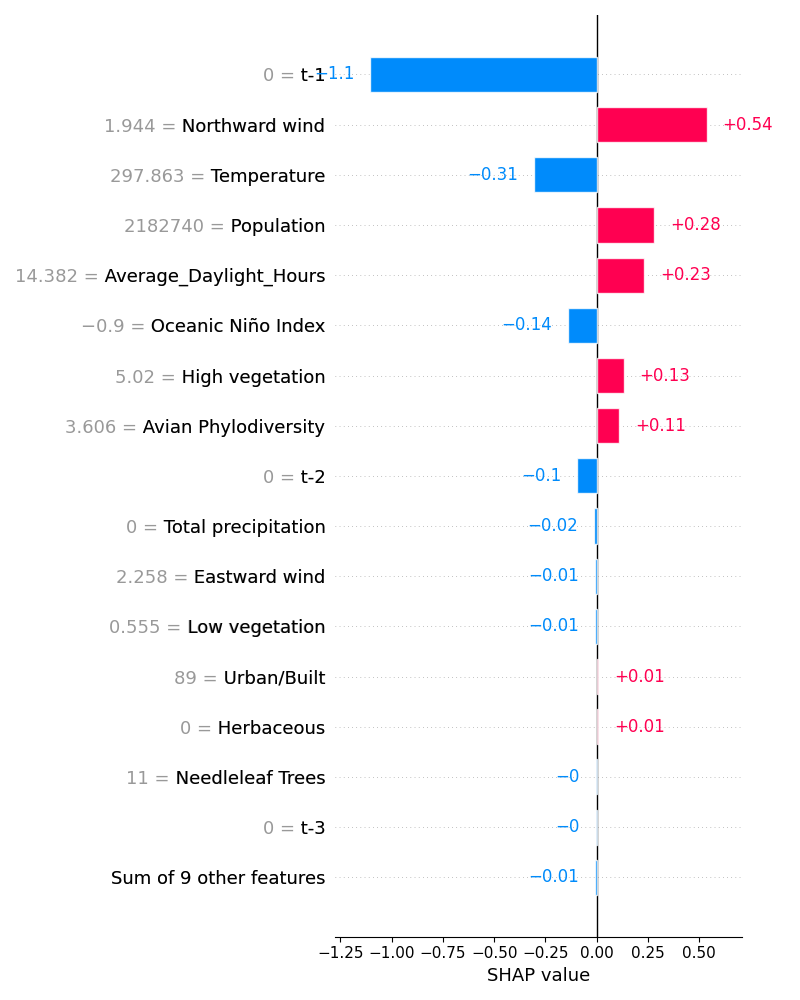 0 = t-1 −1.1
1.944 = Northward wind +0.54
297.863 = Temperature −0.31
2182740 = Population +0.28
14.382 = Average_Daylight_Hours +0.23
−0.9 = Oceanic Niño Index −0.14
5.02 = High vegetation +0.13
3.606 = Avian Phylodiversity +0.11
0 = t-2 −0.1
0 = Total precipitation −0.02
2.258 = Eastward wind −0.01
0.555 = Low vegetation −0.01
89 = Urban/Built +0.01
0 = Herbaceous +0.01
11 = Needleleaf Trees −0
0 = t-3 −0
Sum of 9 other features −0.01
−1.25 −1.00 −0.75 −0.50 −0.25 0.00 0.25 0.50
SHAP value